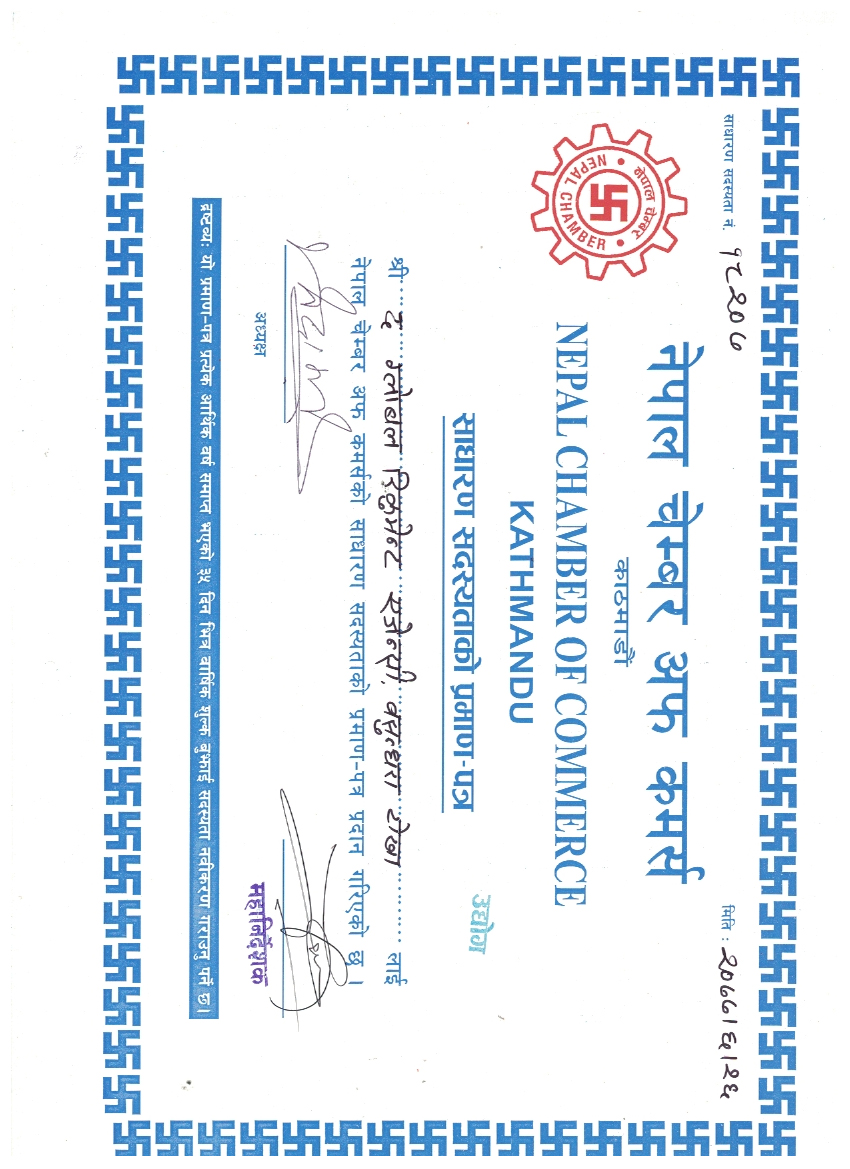 साधारण सदस्यता नं. १८२०७
मिति : २०७७।६।२६
नेपाल चेम्बर अफ कमर्स
काठमाडौं
नेपाल चेम्बर
NEPAL CHAMBER
NEPAL CHAMBER OF COMMERCE
KATHMANDU
उद्योग
साधारण सदस्यताको प्रमाण-पत्र
श्री द ग्लोबल रिक्रुमेन्ट एजेन्सी, वसुन्धरा टोखा लाई
नेपाल चेम्बर अफ कमर्सको साधारण सदस्यताको प्रमाण-पत्र प्रदान गरिएको छ ।
अध्यक्ष
महानिर्देशक
द्रष्टव्यः यो प्रमाण-पत्र प्रत्येक आर्थिक वर्ष समाप्त भएको ३५ दिन भित्र वार्षिक शुल्क बुझाई सदस्यता नवीकरण गराउनु पर्ने छ।